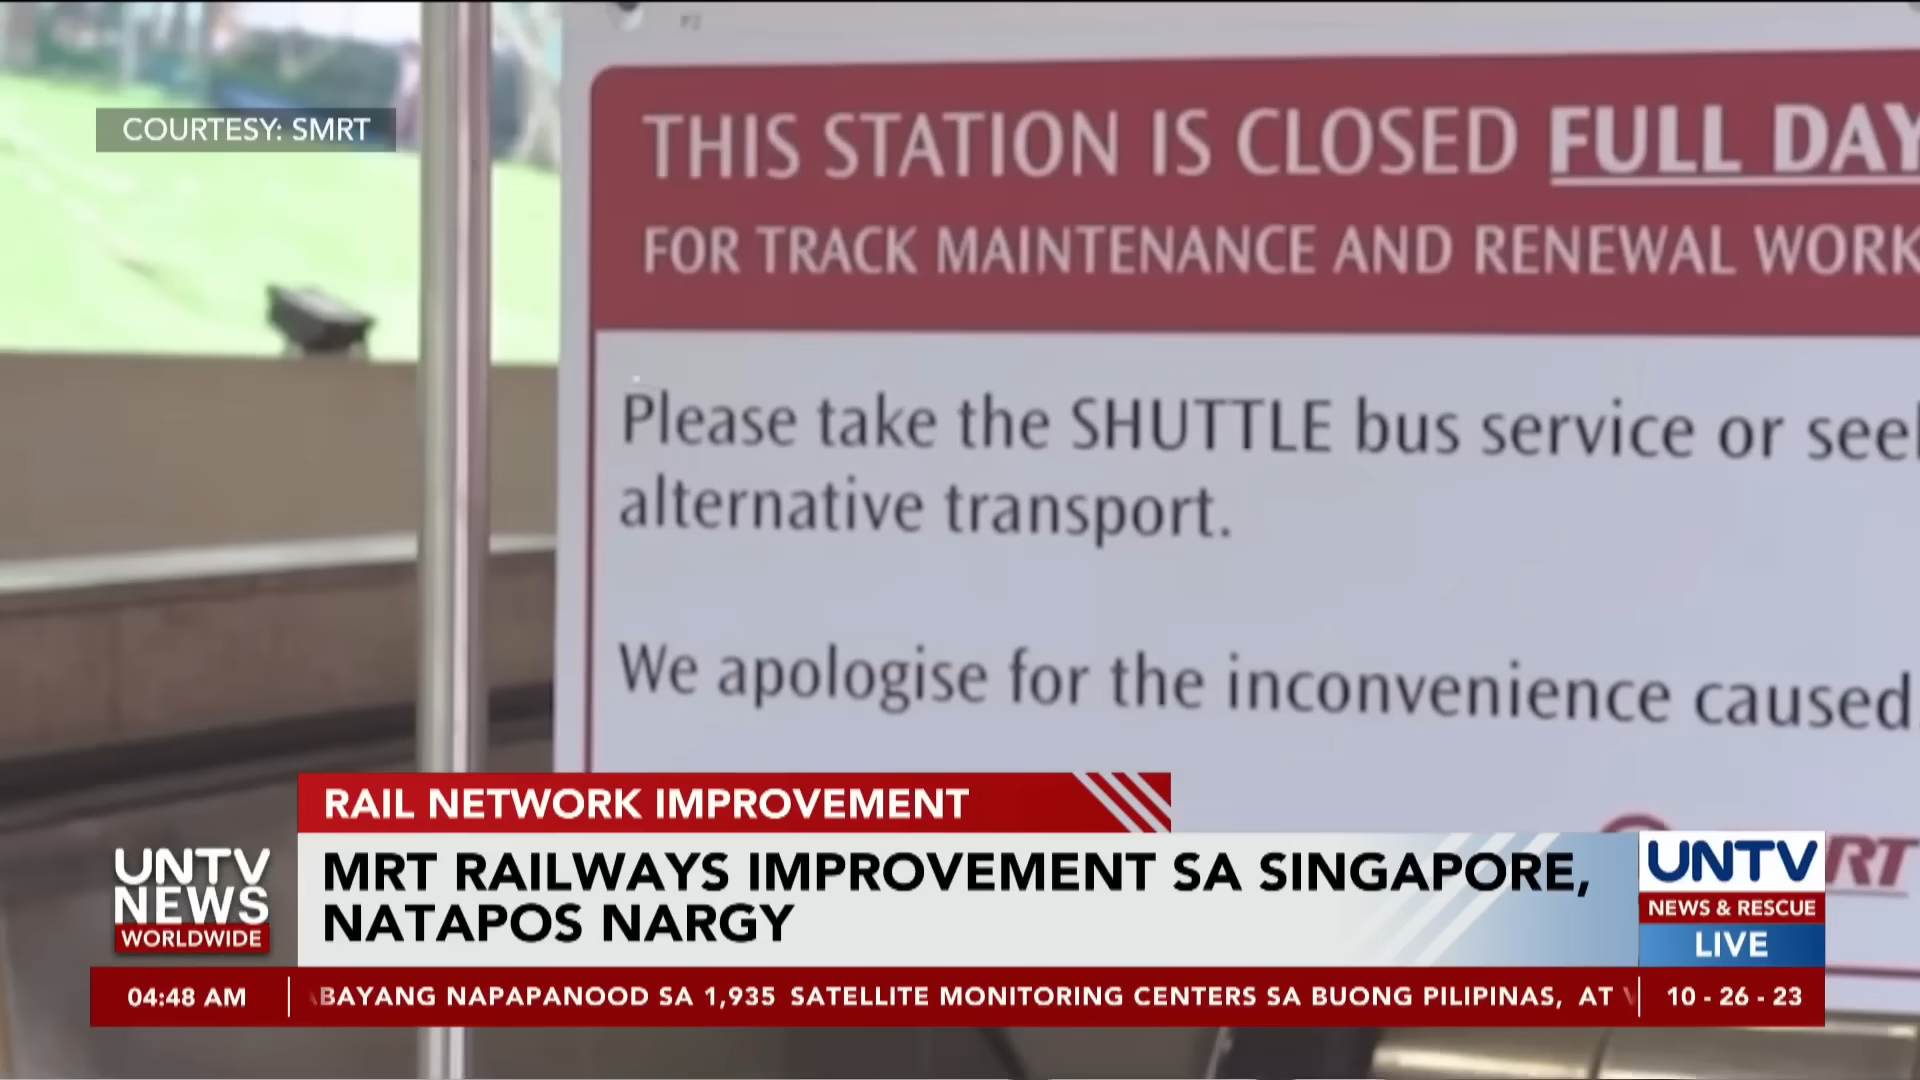 COURTESY: SMRT
THIS STATION IS CLOSED FULL DAY
FOR TRACK MAINTENANCE AND RENEWAL WORK
Please take the SHUTTLE bus service or
alternative transport.
We apologise for the inconvenience caused
RAIL NETWORK IMPROVEMENT
MRT RAILWAYS IMPROVEMENT SA SINGAPORE,
NATAPOS NARGY
UNTV
NEWS
WORLDWIDE
UNTV
NEWS & RESCUE
LIVE
04:48 AM
BAYANG NAPAPANOOD SA 1,935 SATELLITE MONITORING CENTERS SA BUONG PILIPINAS, AT
10 - 26 - 23